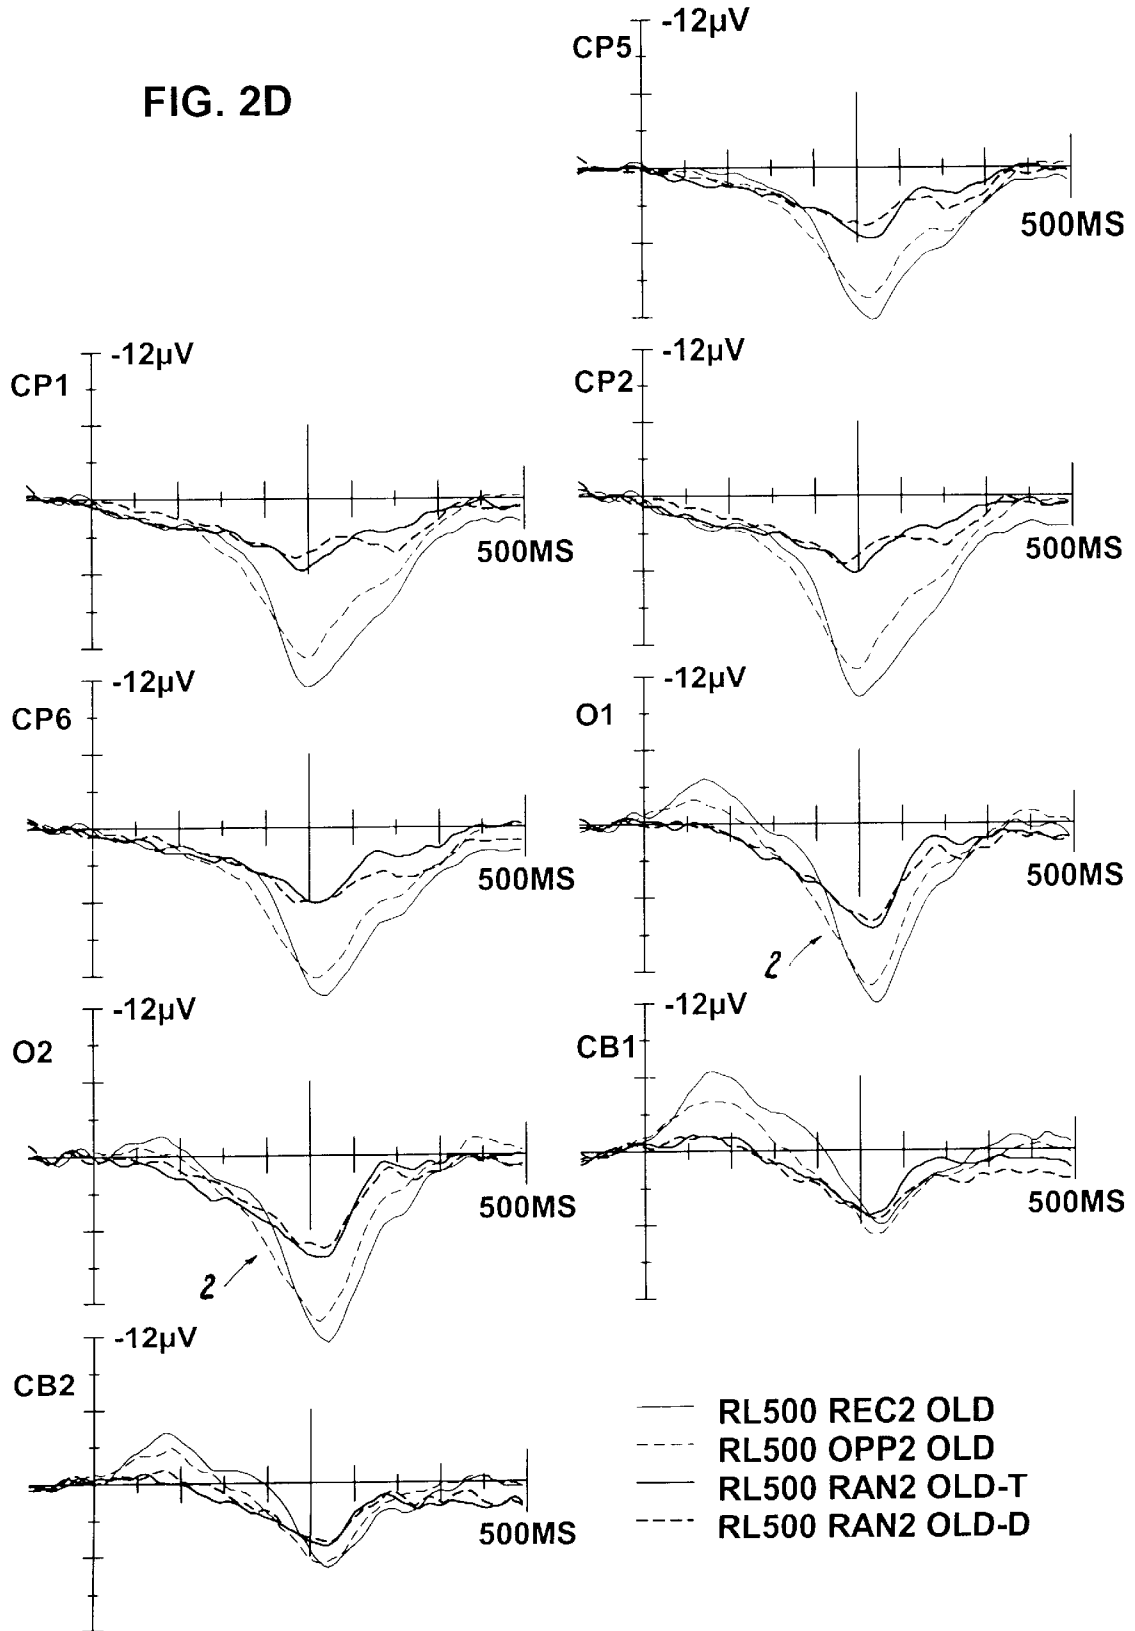 FIG. 2D
-12µV
CP5
500MS
-12µV
CP1
500MS
-12µV
CP2
500MS
-12µV
CP6
500MS
-12µV
O1
500MS
2
-12µV
O2
500MS
2
-12µV
CB1
500MS
-12µV
CB2
500MS
RL500 REC2 OLD
RL500 OPP2 OLD
RL500 RAN2 OLD-T
RL500 RAN2 OLD-D